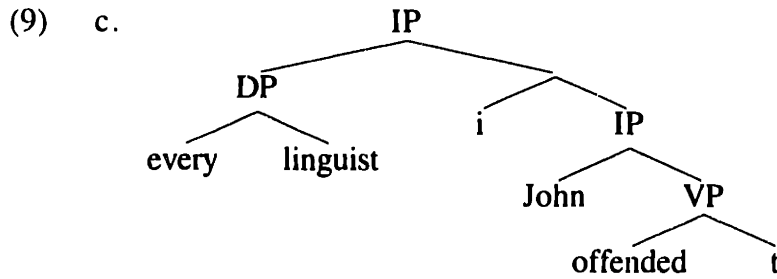 (9) c. IP
DP
i IP
every linguist
John VP
offended t